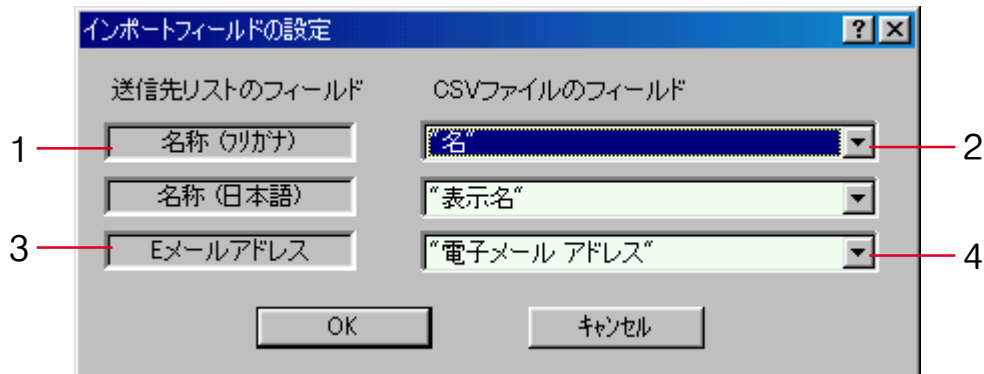 インポートフィールドの設定
送信先リストのフィールド CSVファイルのフィールド
1 名称 (フリガナ) "名" 2
名称 (日本語) "表示名"
3 Eメールアドレス "電子メール アドレス" 4
OK キャンセル